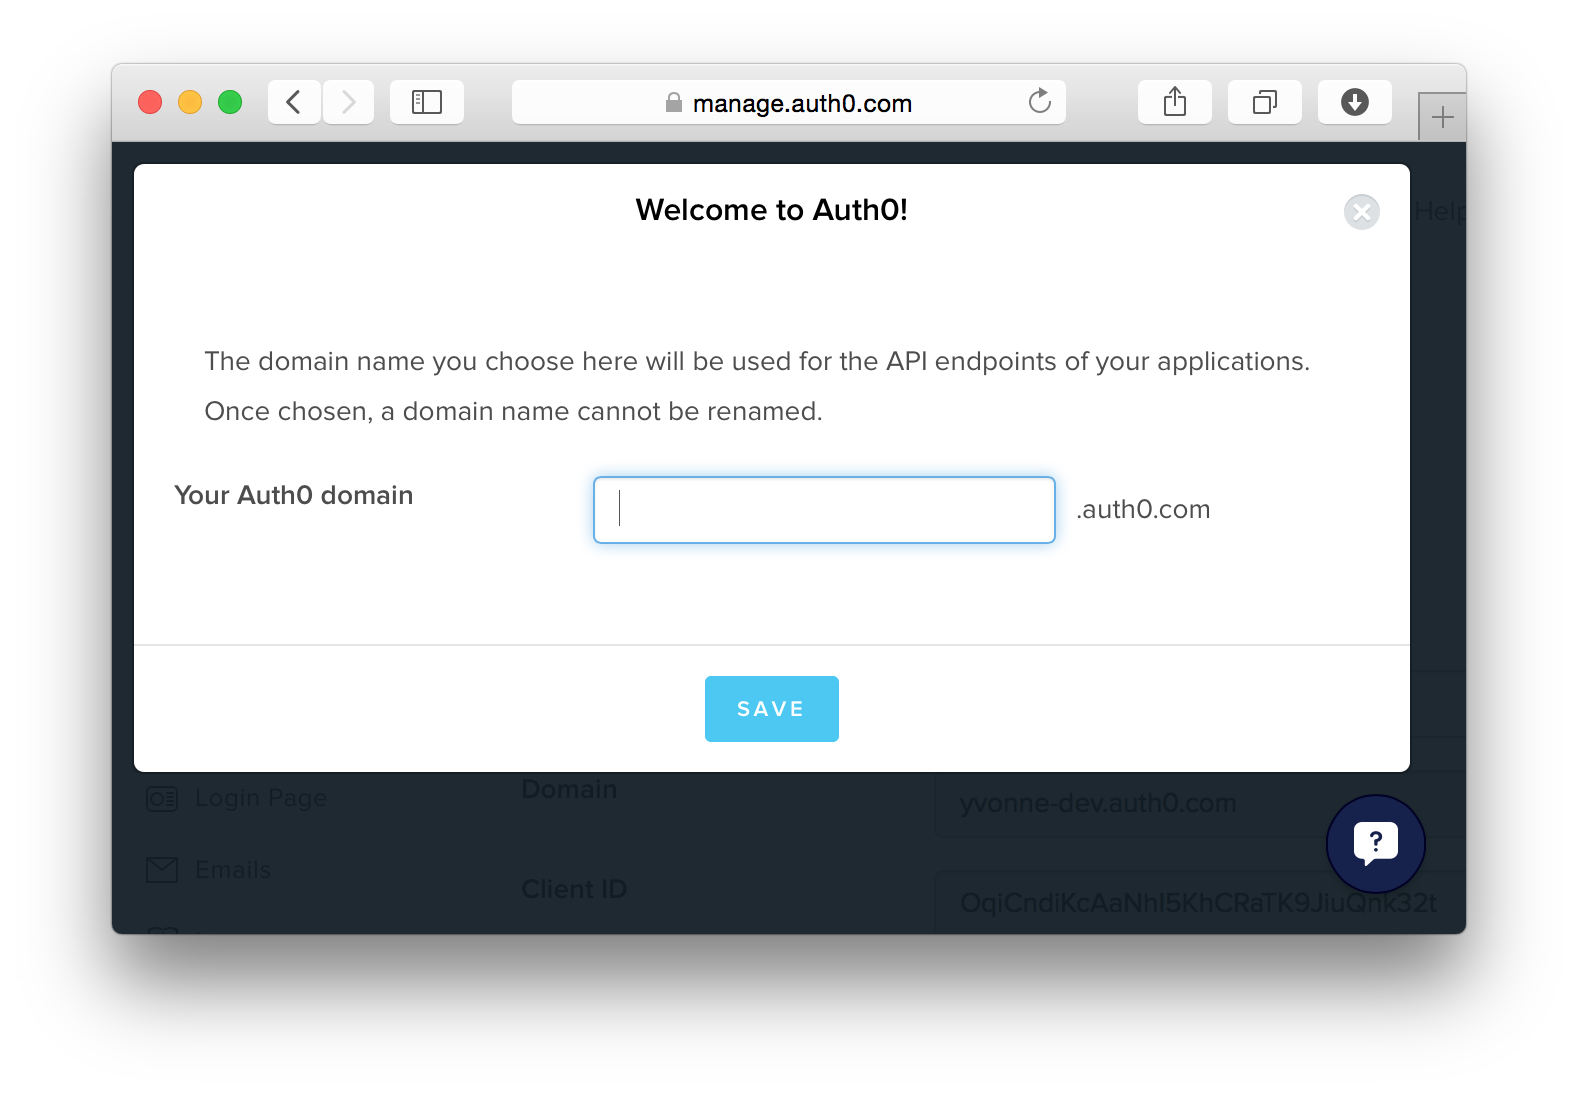 manage.auth0.com
Welcome to Auth0!
Help
The domain name you choose here will be used for the API endpoints of your applications.
Once chosen, a domain name cannot be renamed.
Your Auth0 domain
.auth0.com
SAVE
Login Page
Domain
yvonne-dev.auth0.com
?
Emails
Client ID